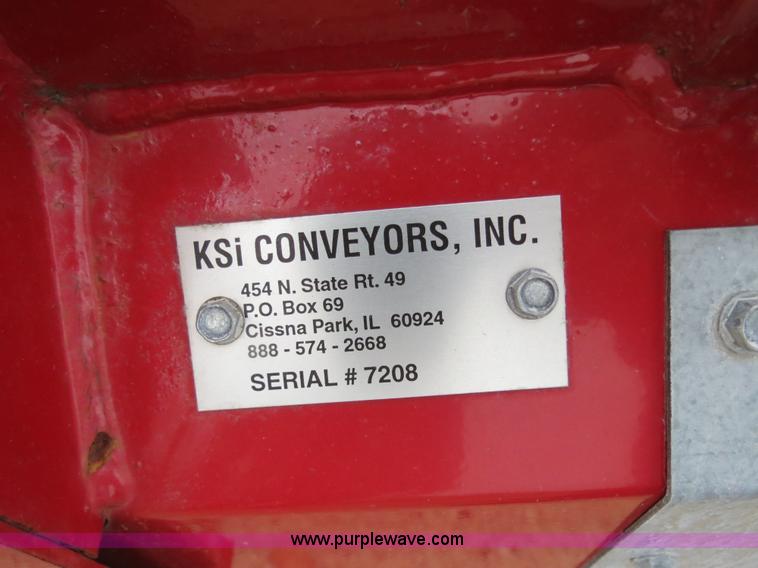 KSi CONVEYORS, INC.
454 N. State Rt. 49
P.O. Box 69
Cissna Park, IL 60924
888 - 574 - 2668
SERIAL # 7208
www.purplewave.com